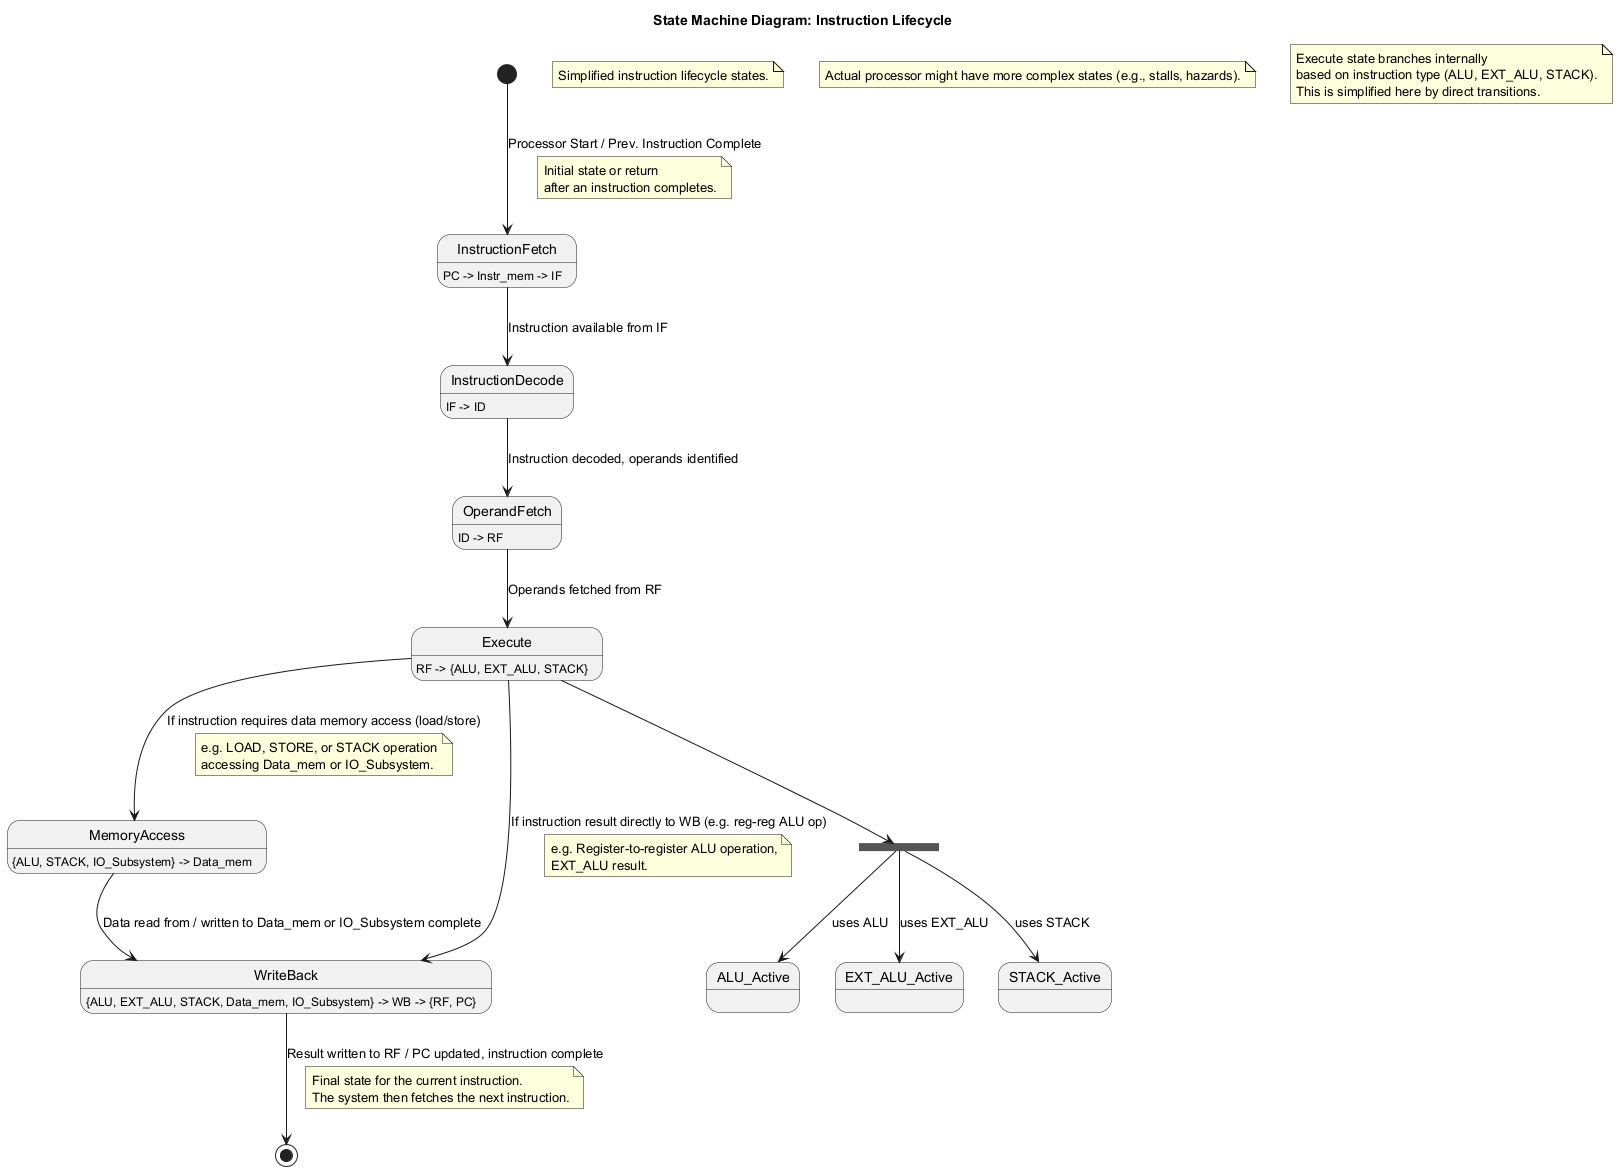 State Machine Diagram: Instruction Lifecycle
Simplified instruction lifecycle states.
Actual processor might have more complex states (e.g., stalls, hazards).
Execute state branches internally
based on instruction type (ALU, EXT_ALU, STACK).
This is simplified here by direct transitions.
Processor Start / Prev. Instruction Complete
Initial state or return
after an instruction completes.
InstructionFetch
PC -> Instr_mem -> IF
Instruction available from IF
InstructionDecode
IF -> ID
Instruction decoded, operands identified
OperandFetch
ID -> RF
Operands fetched from RF
Execute
RF -> {ALU, EXT_ALU, STACK}
If instruction requires data memory access (load/store)
e.g. LOAD, STORE, or STACK operation
accessing Data_mem or IO_Subsystem.
MemoryAccess
{ALU, STACK, IO_Subsystem} -> Data_mem
If instruction result directly to WB (e.g. reg-reg ALU op)
e.g. Register-to-register ALU operation,
EXT_ALU result.
Data read from / written to Data_mem or IO_Subsystem complete
uses ALU
uses EXT_ALU
uses STACK
WriteBack
{ALU, EXT_ALU, STACK, Data_mem, IO_Subsystem} -> WB -> {RF, PC}
ALU_Active
EXT_ALU_Active
STACK_Active
Result written to RF / PC updated, instruction complete
Final state for the current instruction.
The system then fetches the next instruction.